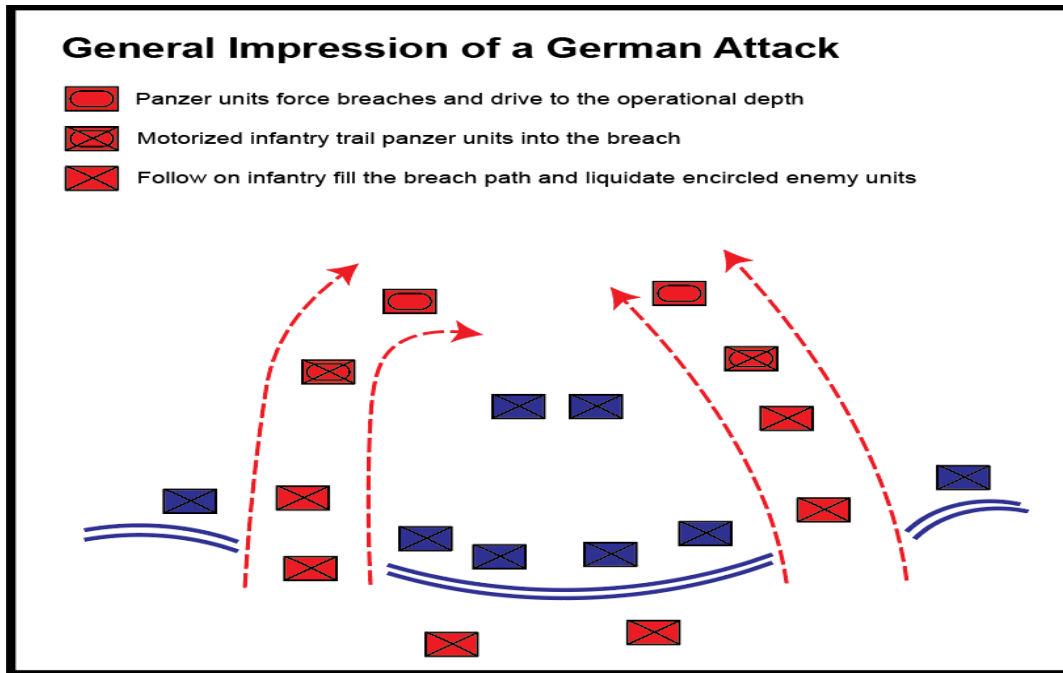 General Impression of a German Attack
Panzer units force breaches and drive to the operational depth
Motorized infantry trail panzer units into the breach
Follow on infantry fill the breach path and liquidate encircled enemy units